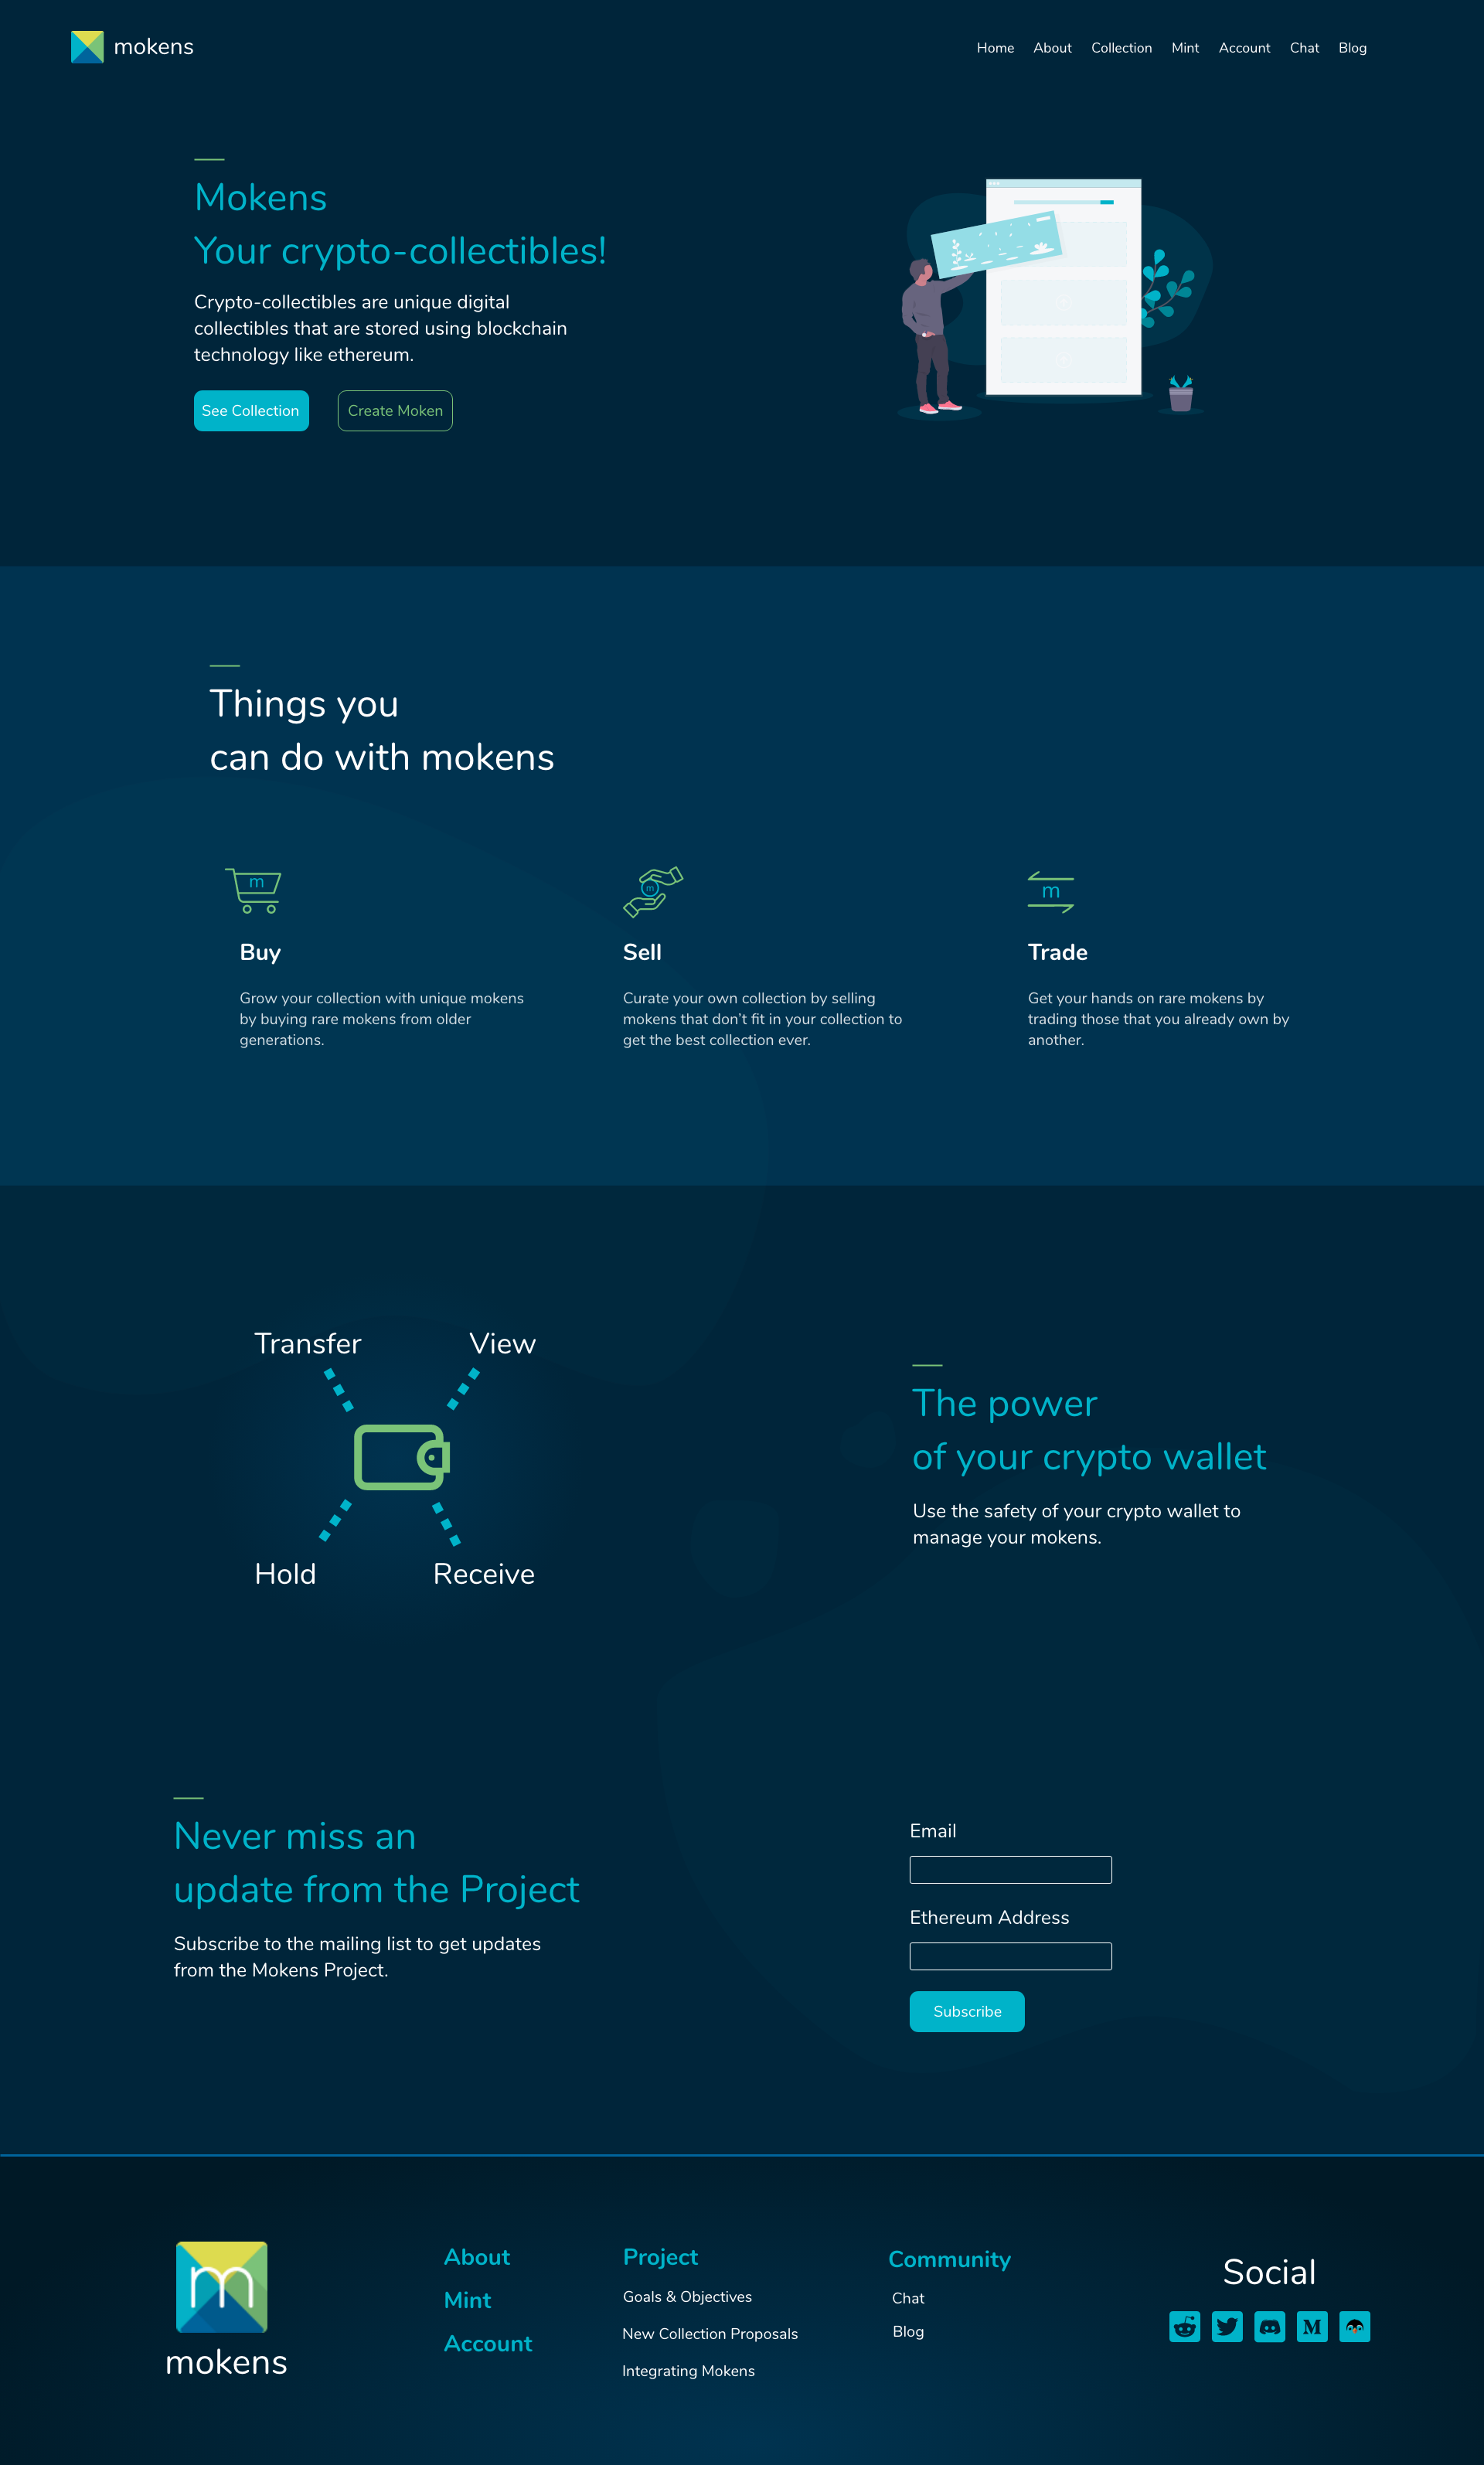 mokens
Home About Collection Mint Account Chat Blog
Mokens
Your crypto-collectibles!
Crypto-collectibles are unique digital
collectibles that are stored using blockchain
technology like ethereum.
See Collection
Create Moken
Things you
can do with mokens
m
Buy
Grow your collection with unique mokens
by buying rare mokens from older
generations.
m
Sell
Curate your own collection by selling
mokens that don’t fit in your collection to
get the best collection ever.
m
Trade
Get your hands on rare mokens by
trading those that you already own by
another.
Transfer
View
Hold
Receive
The power
of your crypto wallet
Use the safety of your crypto wallet to
manage your mokens.
Never miss an
update from the Project
Subscribe to the mailing list to get updates
from the Mokens Project.
Email
Ethereum Address
Subscribe
m
mokens
About
Mint
Account
Project
Goals & Objectives
New Collection Proposals
Integrating Mokens
Community
Chat
Blog
Social
M